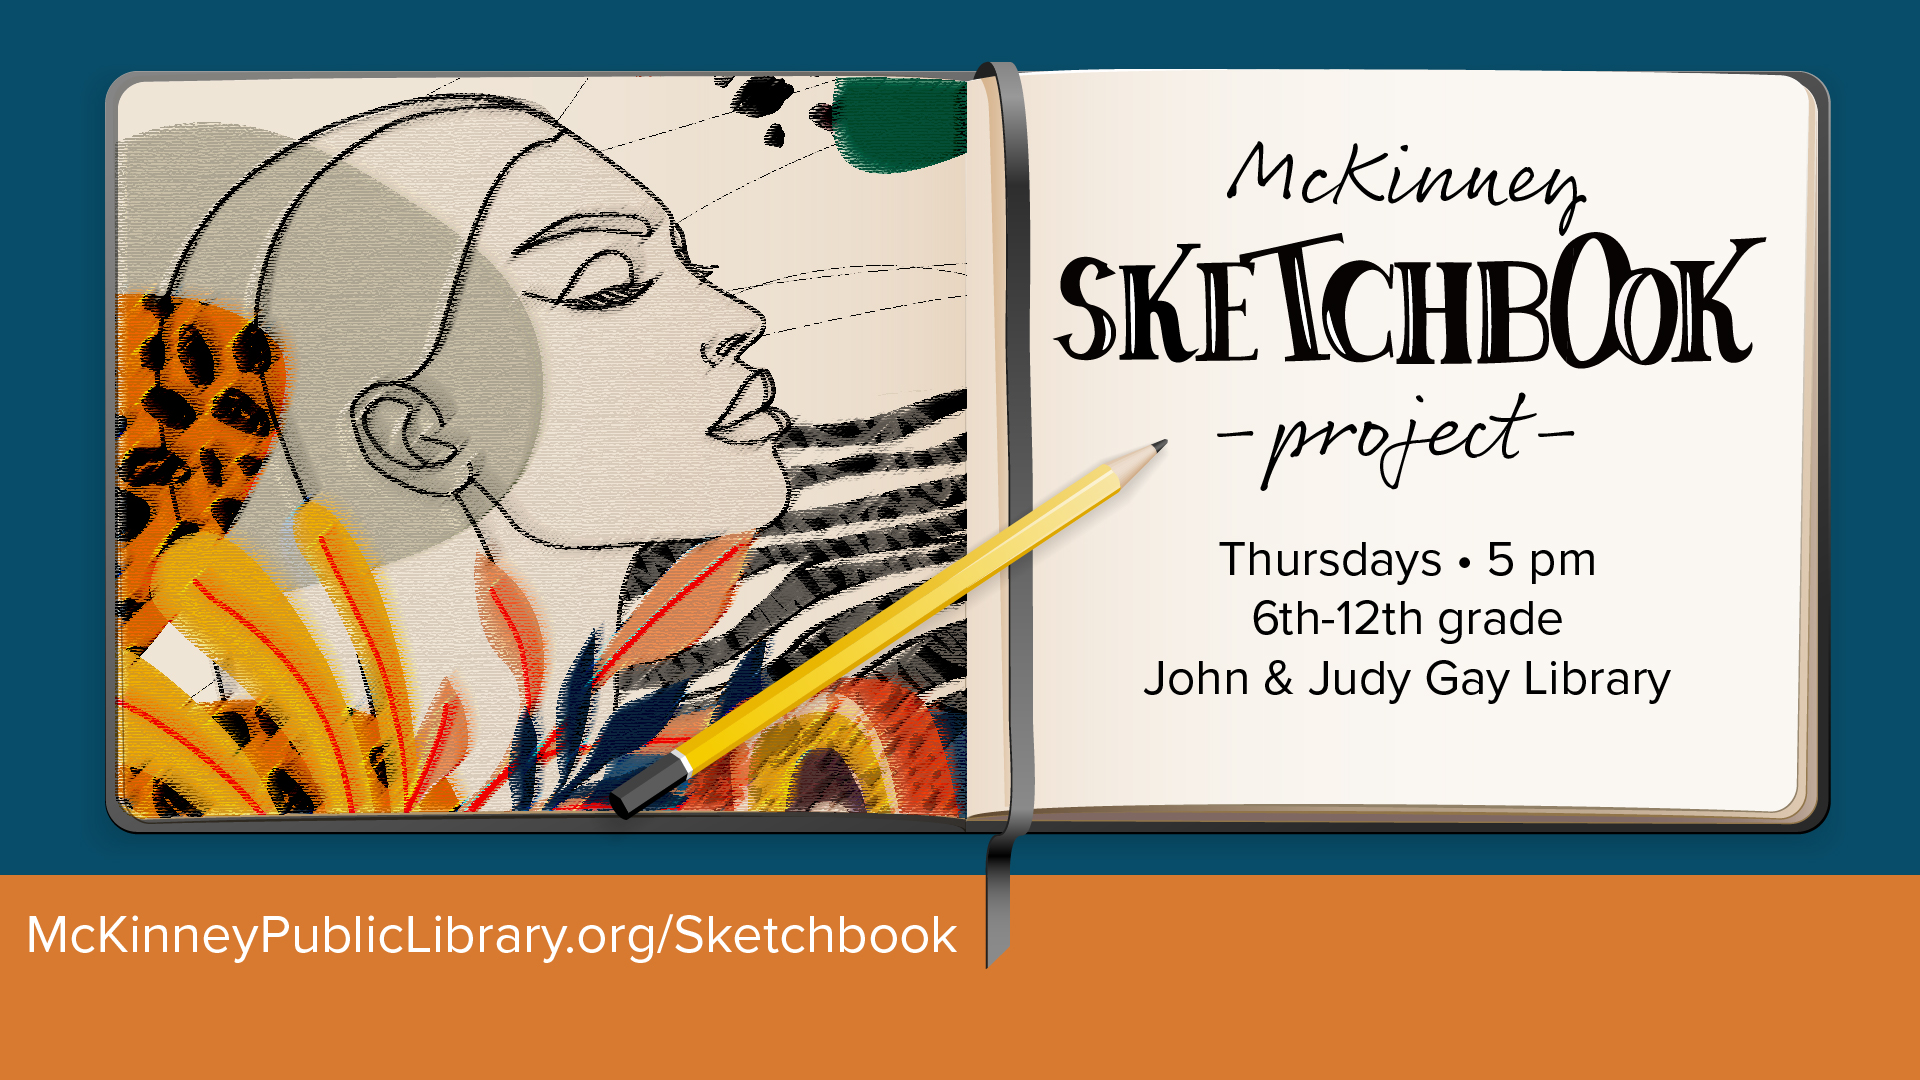 McKinney
SKETCHBOOK
-project-
Thursdays • 5 pm
6th-12th grade
John & Judy Gay Library
McKinneyPublicLibrary.org/Sketchbook